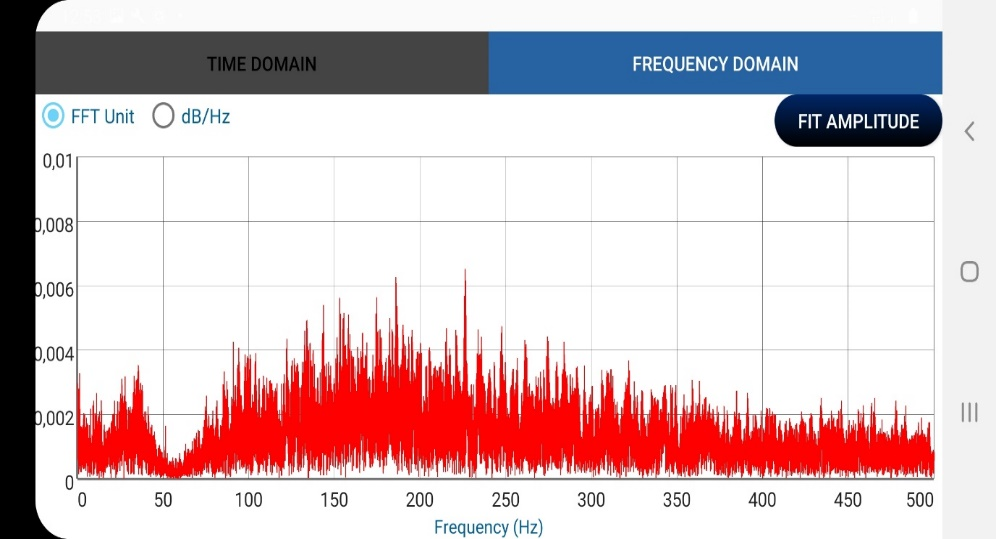 TIME DOMAIN FREQUENCY DOMAIN
FFT Unit dB/Hz FIT AMPLITUDE
0,01
0,008
0,006
0,004
0,002
0
0 50 100 150 200 250 300 350 400 450 500
Frequency (Hz)